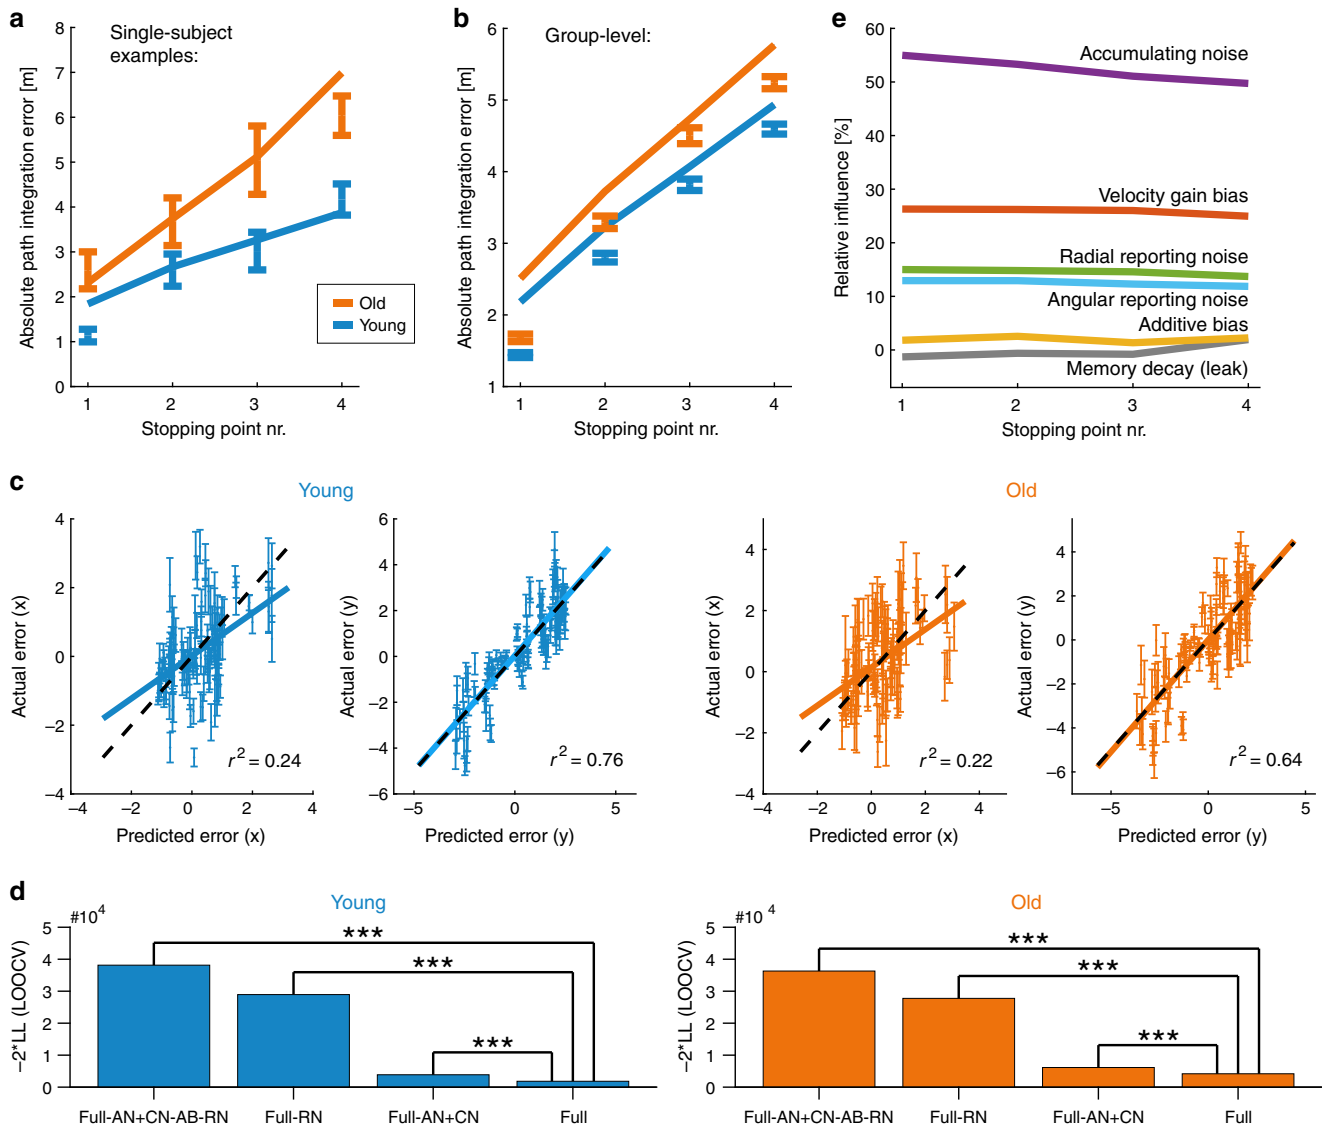 a
Single-subject
examples:
Absolute path integration error [m]
8
7
6
5
4
3
2
1
0
1 2 3 4
Stopping point nr.
Old
Young
b
Group-level:
Absolute path integration error [m]
6
5
4
3
2
1
1 2 3 4
Stopping point nr.
e
Relative influence [%]
60
50
40
30
20
10
0
Accumulating noise
Velocity gain bias
Radial reporting noise
Angular reporting noise
Additive bias
Memory decay (leak)
1 2 3 4
Stopping point nr.
c
Young
Actual error (x)
4
2
0
−2
−4
r² = 0.24
−4 −2 0 2 4
Predicted error (x)
Actual error (y)
6
4
2
0
−2
−4
−6
r² = 0.76
−5 0 5
Predicted error (y)
Old
Actual error (x)
4
2
0
−2
−4
r² = 0.22
−4 −2 0 2 4
Predicted error (x)
Actual error (y)
4
2
0
−2
−4
−6
r² = 0.64
−5 0 5
Predicted error (y)
d
Young
#10⁴
−2*LL (LOOCV)
5
4
3
2
1
0
***
***
***
Full-AN+CN-AB-RN Full-RN Full-AN+CN Full
Old
#10⁴
−2*LL (LOOCV)
5
4
3
2
1
0
***
***
***
Full-AN+CN-AB-RN Full-RN Full-AN+CN Full